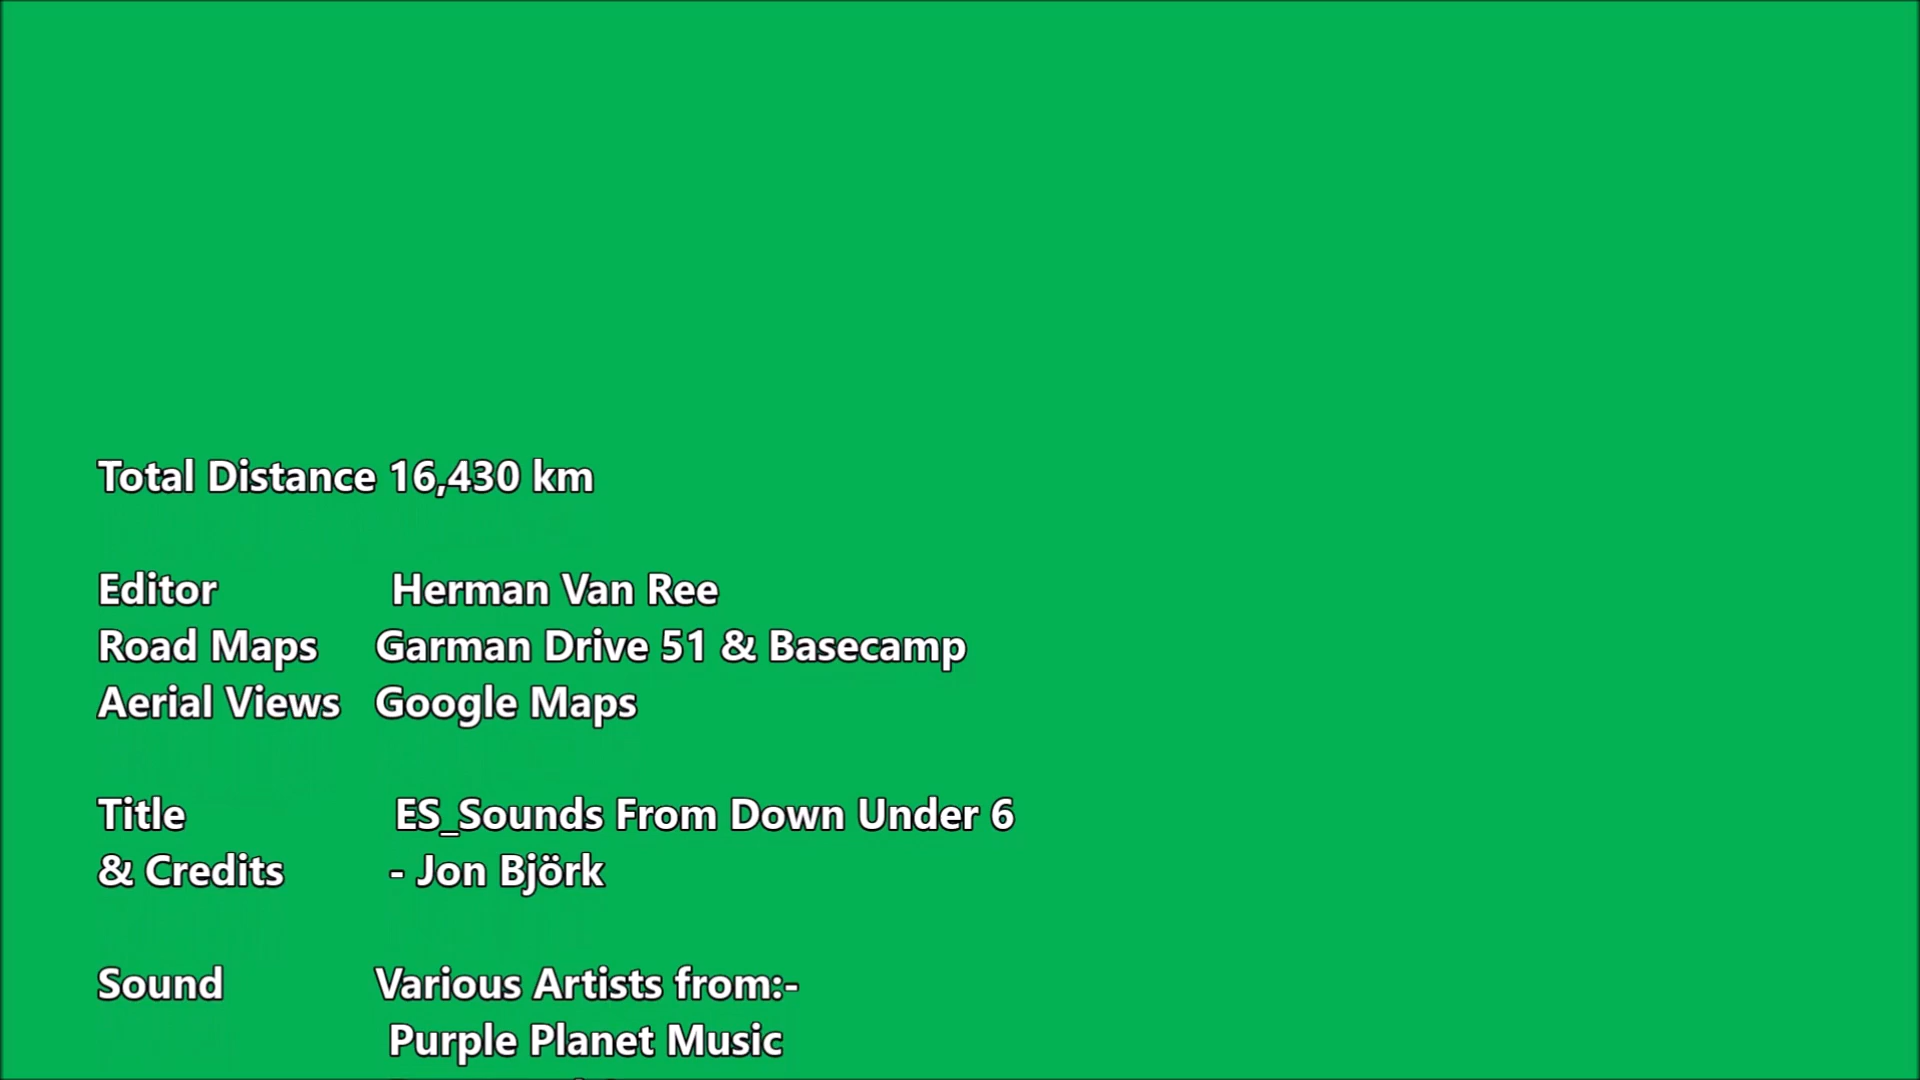 Total Distance 16,430 km
Editor Herman Van Ree
Road Maps Garman Drive 51 & Basecamp
Aerial Views Google Maps
Title ES_Sounds From Down Under 6
& Credits - Jon Björk
Sound Various Artists from:-
Purple Planet Music